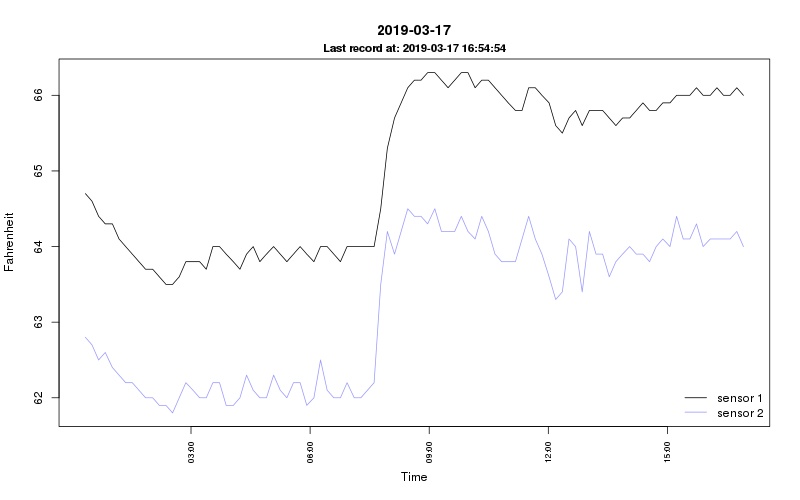 2019-03-17
Last record at: 2019-03-17 16:54:54
Fahrenheit
66
65
64
63
62
sensor 1
sensor 2
03:00
06:00
09:00
12:00
15:00
Time